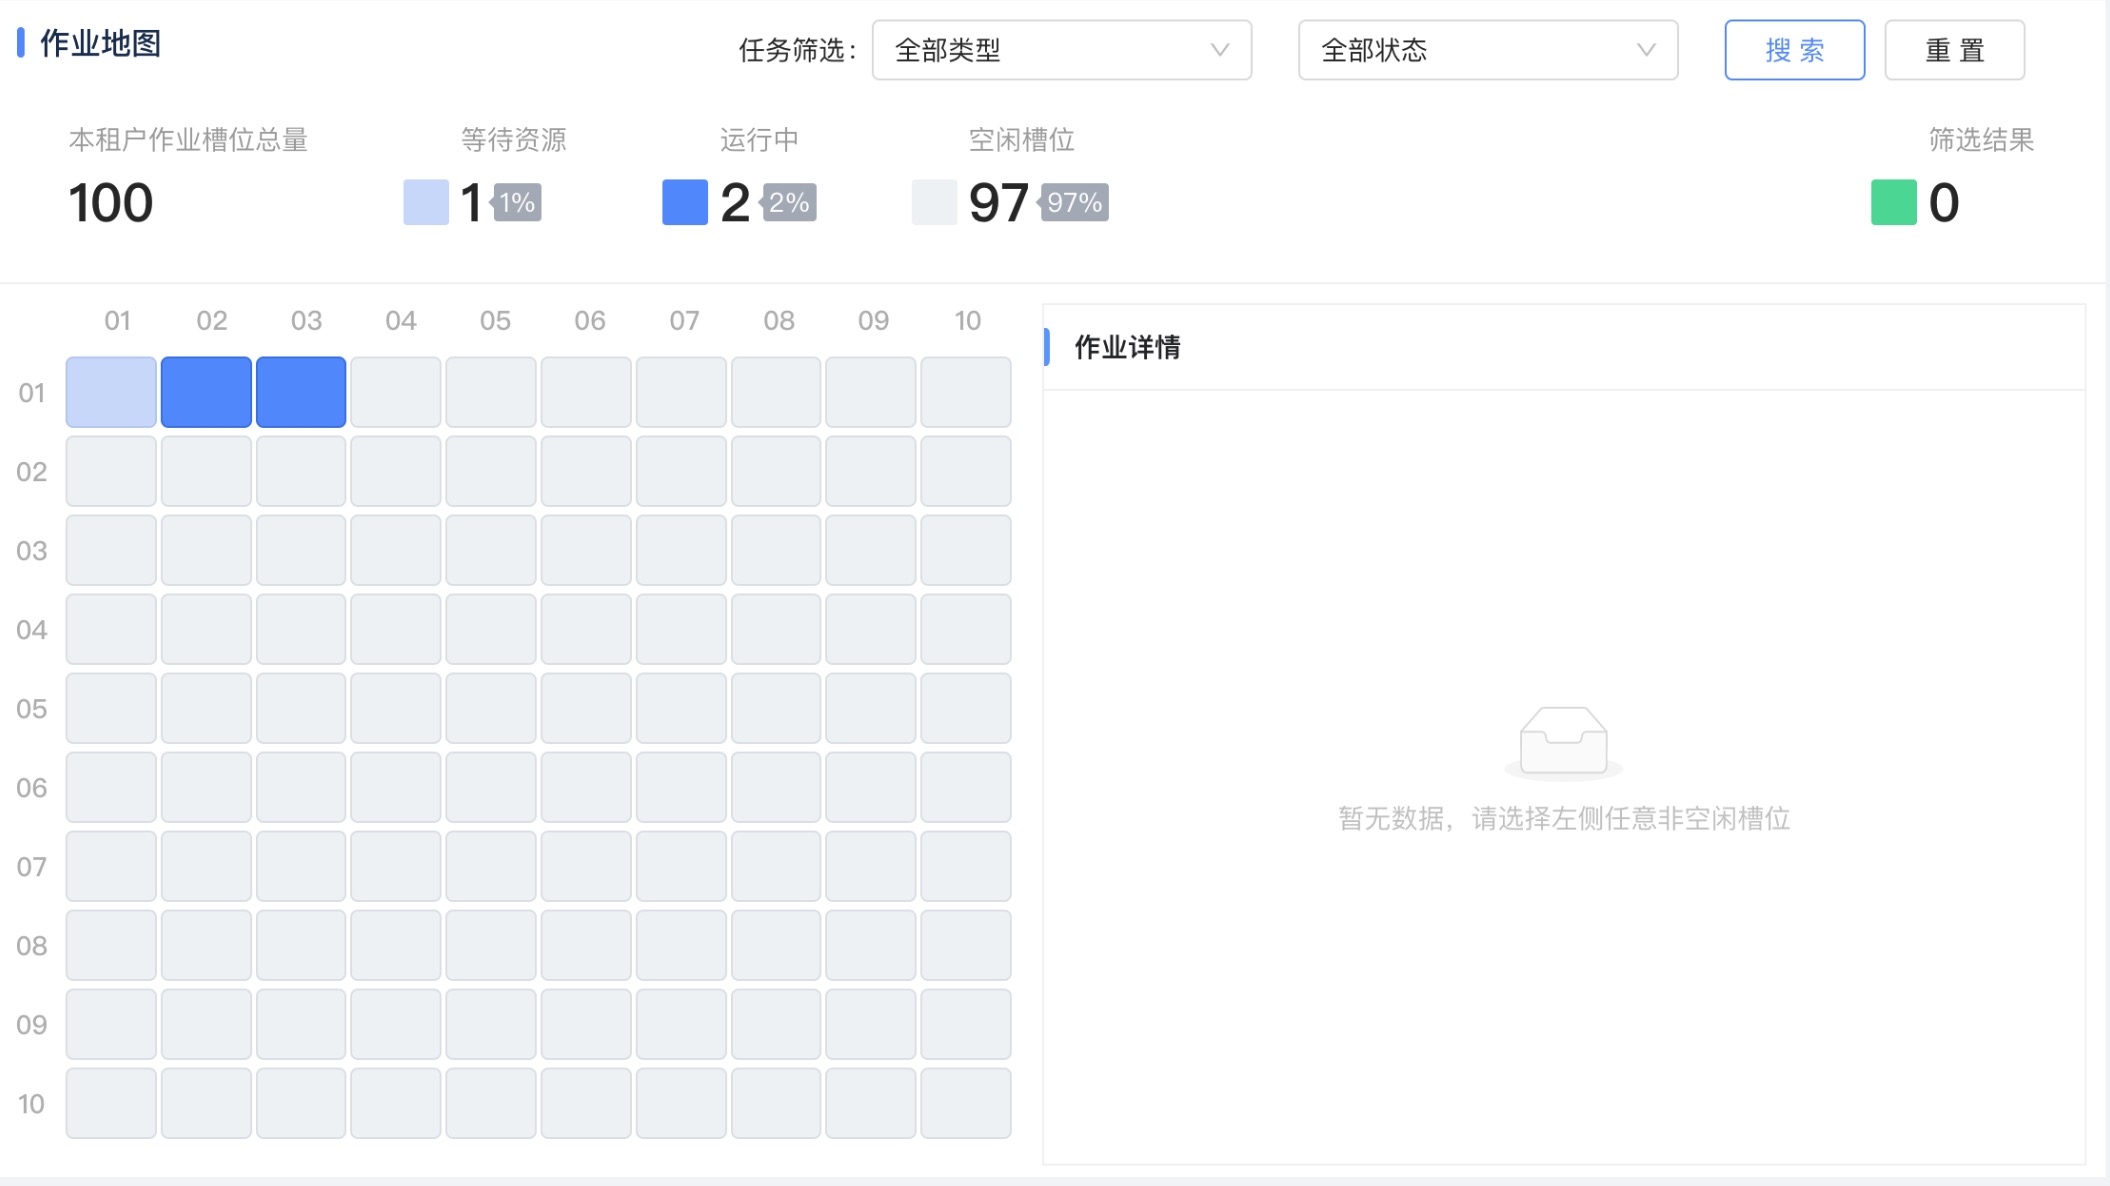 作业地图
任务筛选：
全部类型
全部状态
搜 索
重 置
本租户作业槽位总量
等待资源
运行中
空闲槽位
筛选结果
100
1 1%
2 2%
97 97%
0
01 02 03 04 05 06 07 08 09 10
作业详情
01
02
03
04
05
06
07
08
09
10
暂无数据，请选择左侧任意非空闲槽位